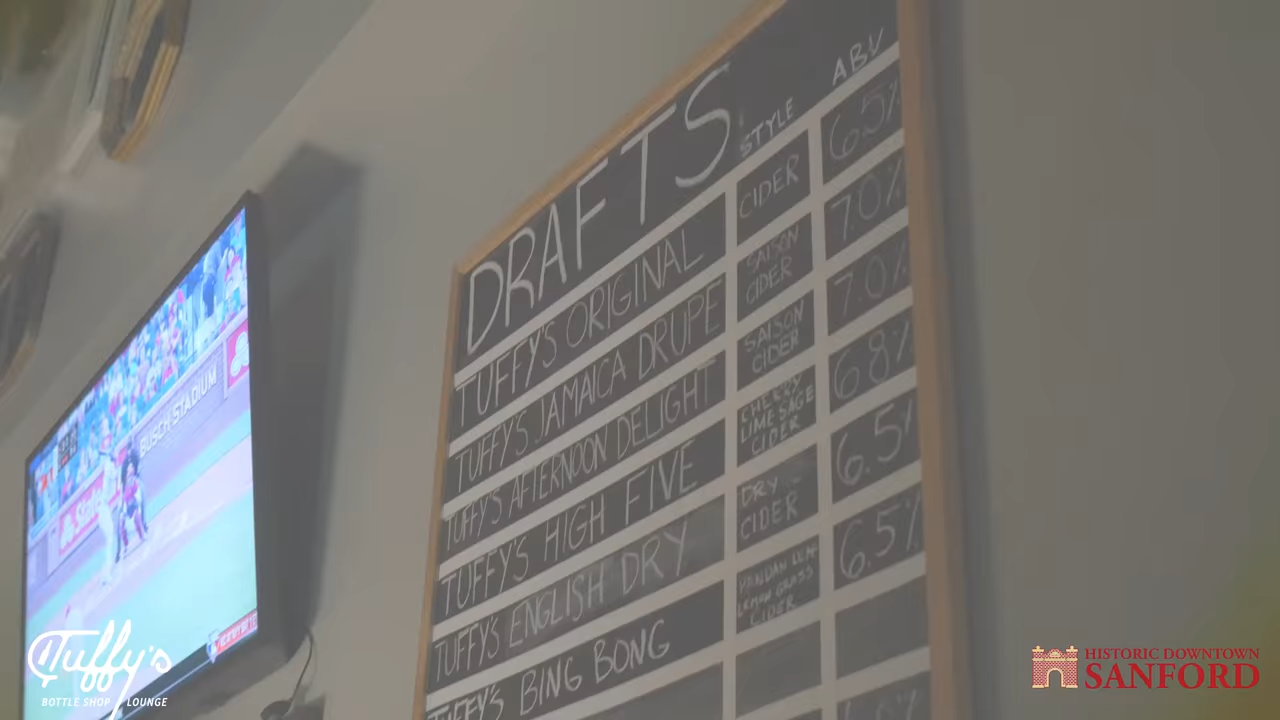 DRAFTS
STYLE
ABV
TUFFY'S ORIGINAL
CIDER
6.5%
TUFFY'S JAMAICA DRUPE
SAISON
CIDER
7.0%
TUFFY'S AFTERNOON DELIGHT
SAISON
CIDER
7.0%
TUFFY'S HIGH FIVE
CHERRY
LIME SAGE
CIDER
6.8%
TUFFY'S ENGLISH DRY
DRY
CIDER
6.5%
TUFFY'S BING BONG
PANDAN LEAF
LEMON GRASS
CIDER
6.5%
BUSCH STADIUM
Tuffy's
BOTTLE SHOP LOUNGE
HISTORIC DOWNTOWN
SANFORD